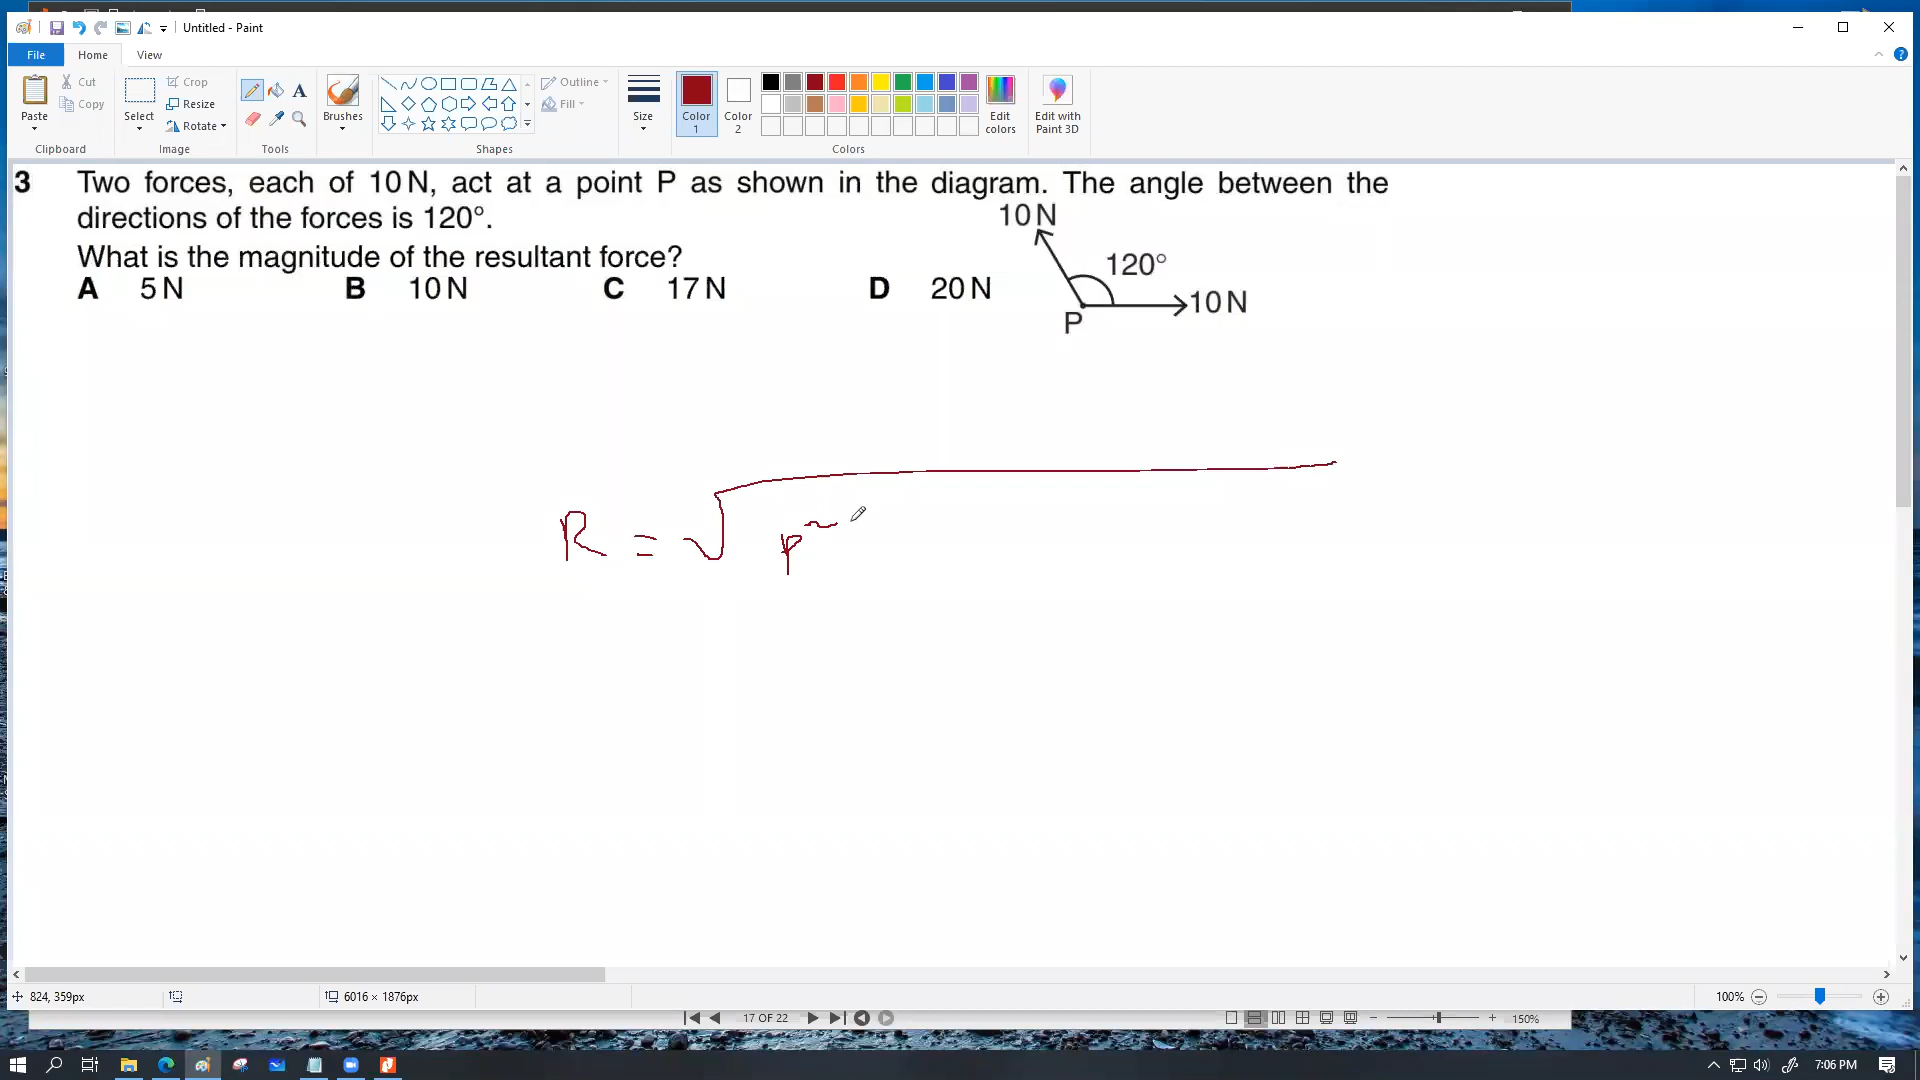 Untitled - Paint
File Home View
Paste
Cut
Copy
Clipboard
Select
Crop
Resize
Rotate
Image
Tools
Brushes
Shapes
Outline
Fill
Size
Color 1
Color 2
Colors
Edit colors
Edit with Paint 3D
3 Two forces, each of 10 N, act at a point P as shown in the diagram. The angle between the
directions of the forces is 120°.
What is the magnitude of the resultant force?
A 5 N B 10 N C 17 N D 20 N
10 N
120°
10 N
P
R = √ P²
824, 359px
6016 × 1876px
100%
17 OF 22
150%
7:06 PM